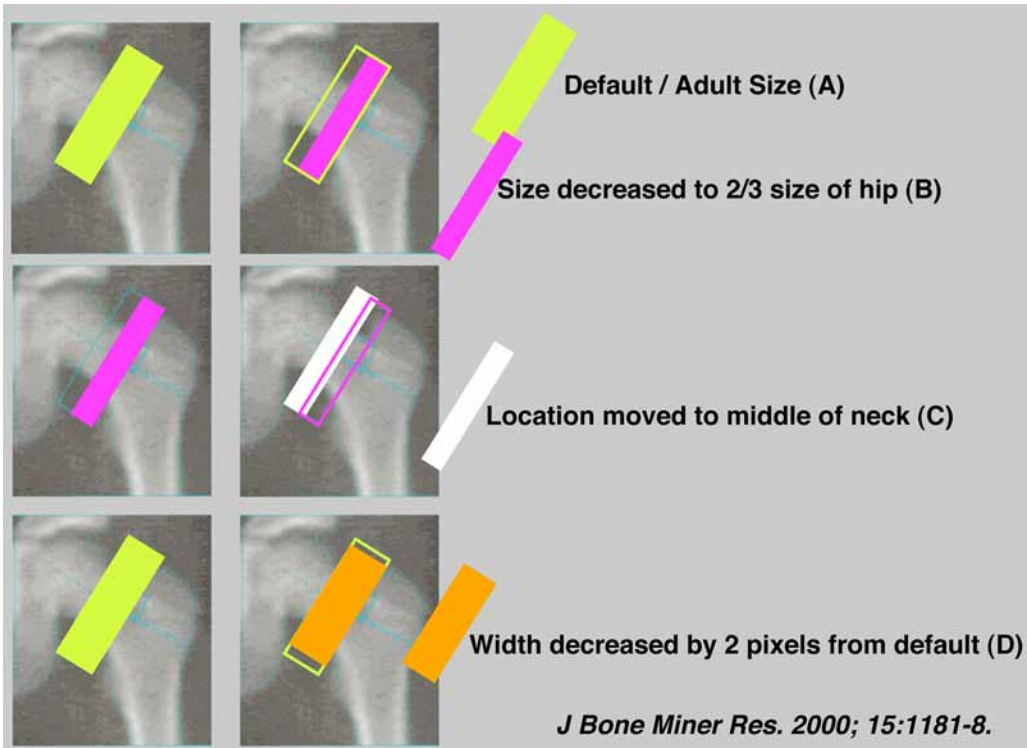 Default / Adult Size (A)
Size decreased to 2/3 size of hip (B)
Location moved to middle of neck (C)
Width decreased by 2 pixels from default (D)
J Bone Miner Res. 2000; 15:1181-8.